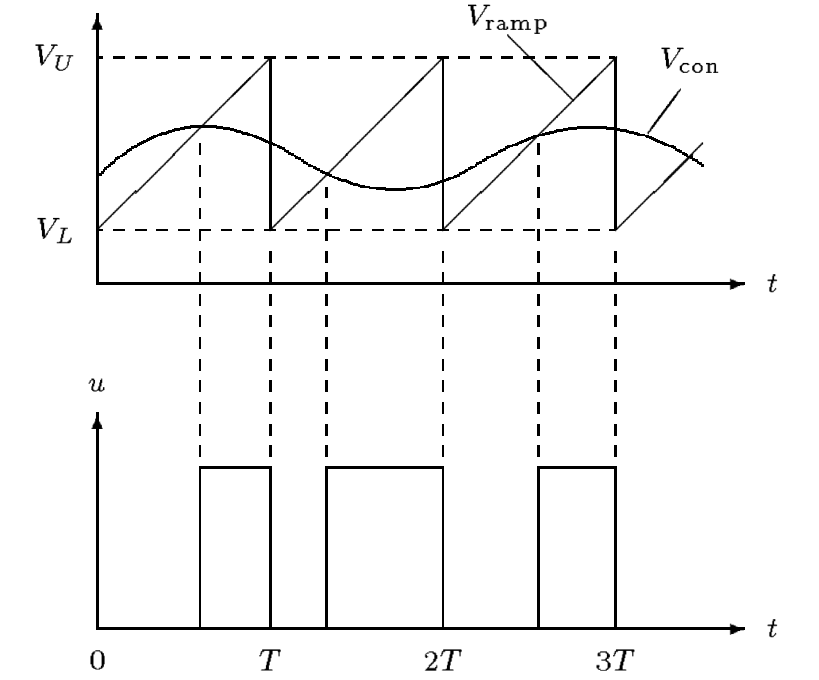 V_ramp
V_U
V_con
V_L
t
u
t
0 T 2T 3T